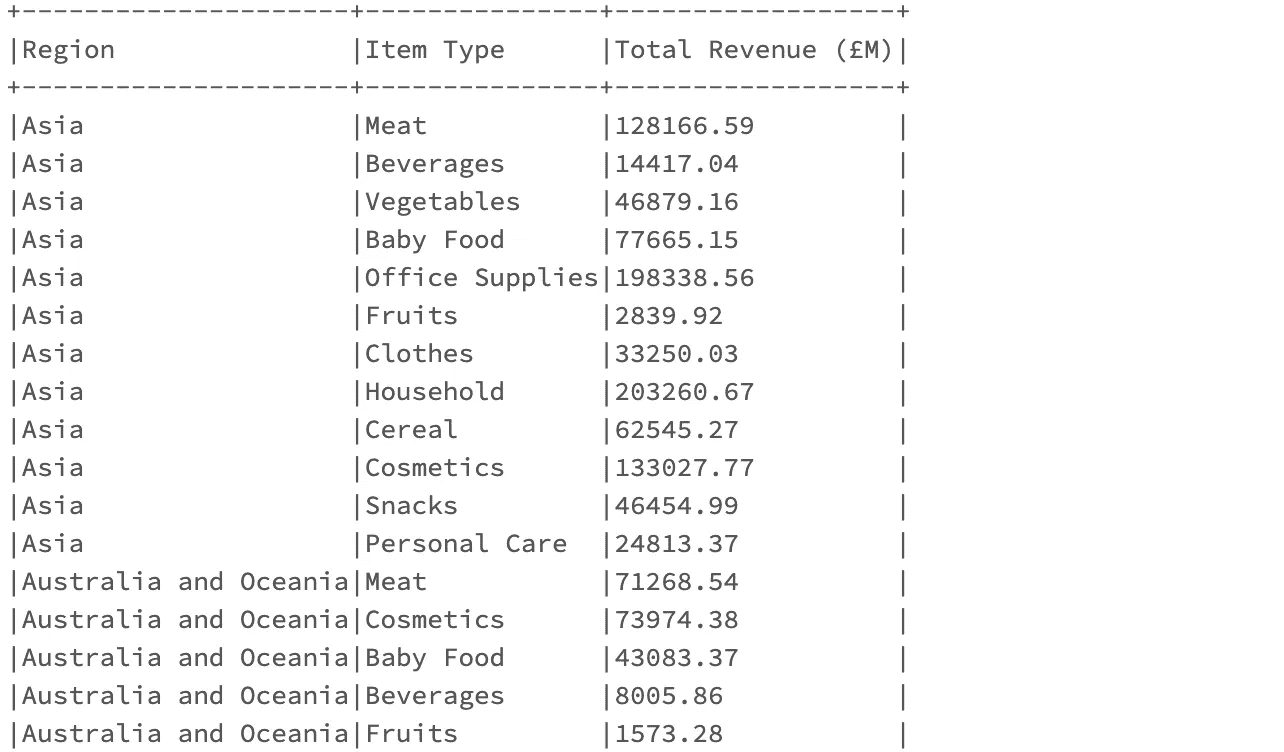 +---------------------+---------------+------------------+
|Region               |Item Type      |Total Revenue (£M)|
+---------------------+---------------+------------------+
|Asia                 |Meat           |128166.59         |
|Asia                 |Beverages      |14417.04          |
|Asia                 |Vegetables     |46879.16          |
|Asia                 |Baby Food      |77665.15          |
|Asia                 |Office Supplies|198338.56         |
|Asia                 |Fruits         |2839.92           |
|Asia                 |Clothes        |33250.03          |
|Asia                 |Household      |203260.67         |
|Asia                 |Cereal         |62545.27          |
|Asia                 |Cosmetics      |133027.77         |
|Asia                 |Snacks         |46454.99          |
|Asia                 |Personal Care  |24813.37          |
|Australia and Oceania|Meat           |71268.54          |
|Australia and Oceania|Cosmetics      |73974.38          |
|Australia and Oceania|Baby Food      |43083.37          |
|Australia and Oceania|Beverages      |8005.86           |
|Australia and Oceania|Fruits         |1573.28           |